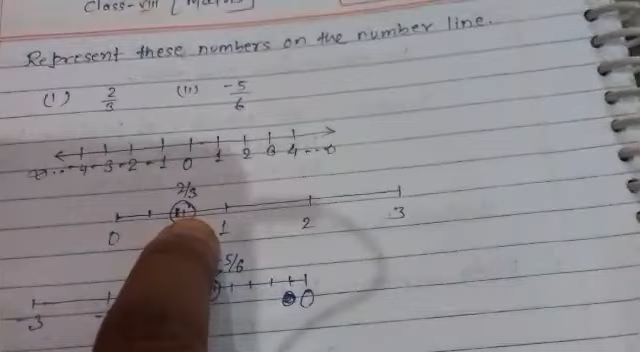 Class-VIII [Maths]
Represent these numbers on the number line.
(i) 2/3 (ii) -5/6
-4 -3 -2 -1 0 1 2 3 4
2/3
0 1 2 3
5/6
-3 0